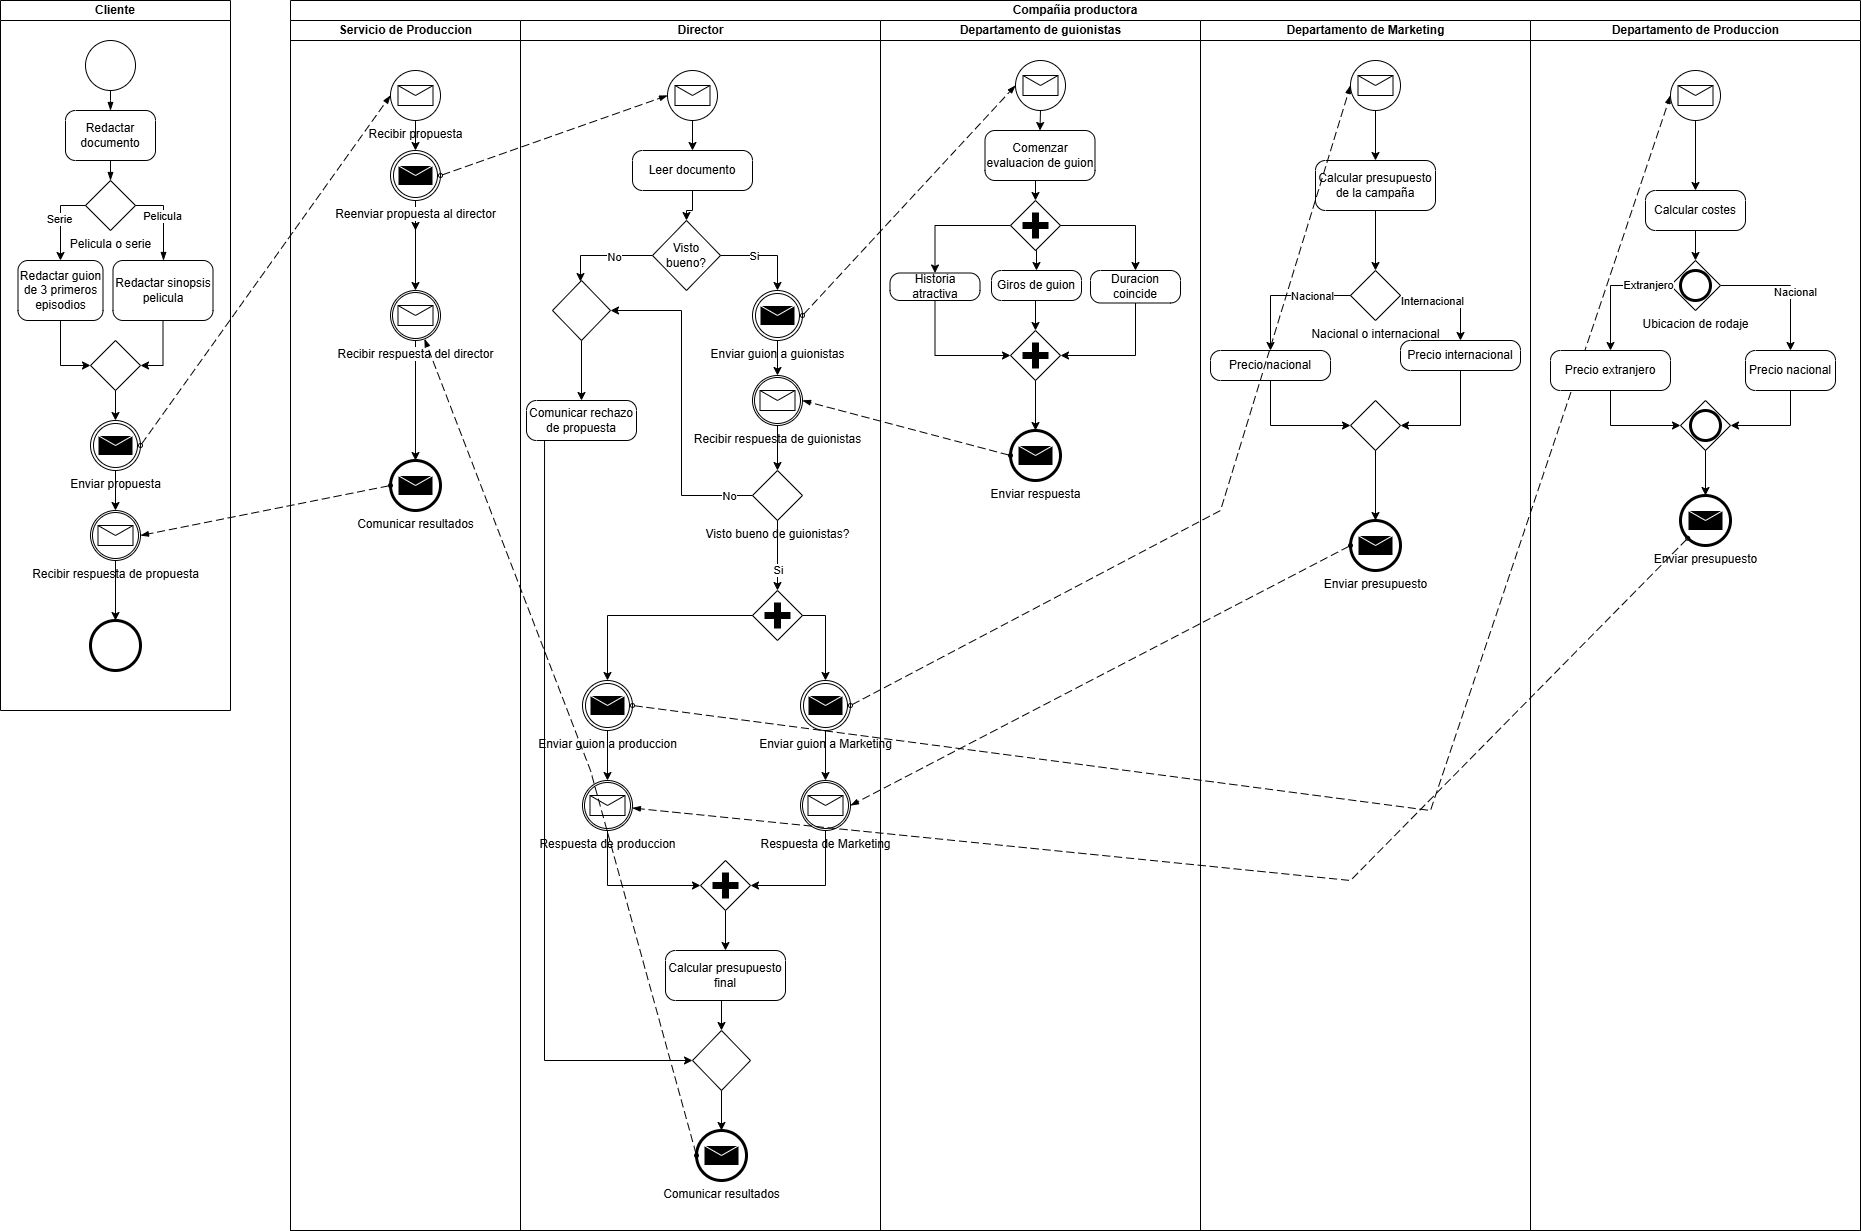 Cliente
Redactar
documento
Serie
Pelicula
Pelicula o serie
Redactar guion
de 3 primeros
episodios
Redactar sinopsis
pelicula
Enviar propuesta
Recibir respuesta de propuesta
Compañia productora
Servicio de Produccion
Recibir propuesta
Reenviar propuesta al director
Recibir respuesta del director
Comunicar resultados
Director
Leer documento
Visto
bueno?
No
Si
Enviar guion a guionistas
Recibir respuesta de guionistas
Comunicar rechazo
de propuesta
No
Visto bueno de guionistas?
Si
Enviar guion a produccion
Enviar guion a Marketing
Respuesta de produccion
Respuesta de Marketing
Calcular presupuesto
final
Comunicar resultados
Departamento de guionistas
Comenzar
evaluacion de guion
Historia
atractiva
Giros de guion
Duracion
coincide
Enviar respuesta
Departamento de Marketing
Calcular presupuesto
de la campaña
Nacional
Internacional
Nacional o internacional
Precio nacional
Precio internacional
Enviar presupuesto
Departamento de Produccion
Calcular costes
Extranjero
Nacional
Ubicacion de rodaje
Precio extranjero
Precio nacional
Enviar presupuesto